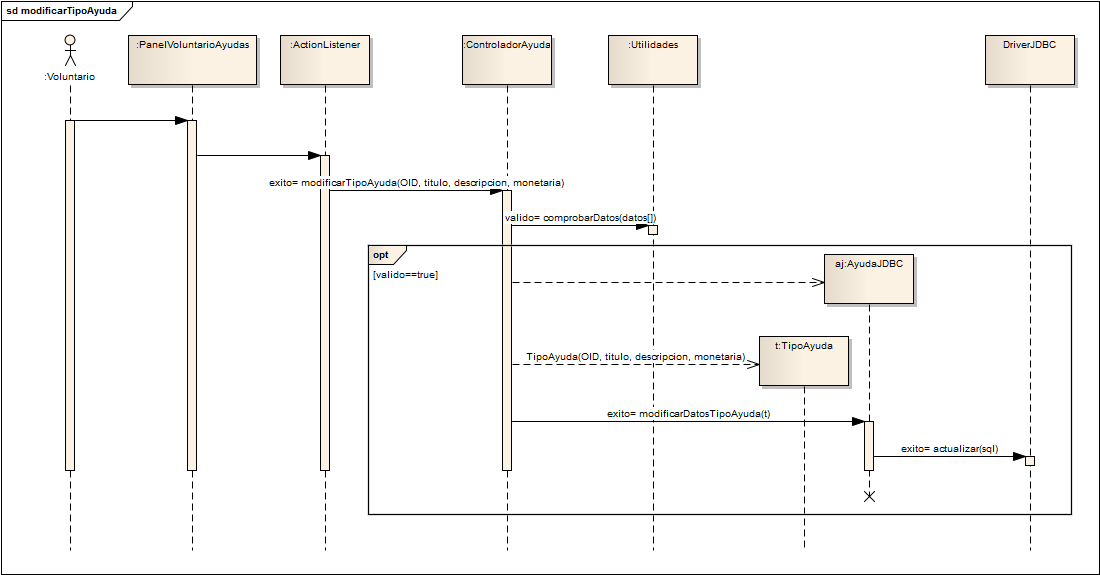 sd modificarTipoAyuda
:Voluntario
:PanelVoluntarioAyudas
:ActionListener
:ControladorAyuda
:Utilidades
DriverJDBC
exito= modificarTipoAyuda(OID, titulo, descripcion, monetaria)
valido= comprobarDatos(datos[])
opt
[valido==true]
aj:AyudaJDBC
TipoAyuda(OID, titulo, descripcion, monetaria)
t:TipoAyuda
exito= modificarDatosTipoAyuda(t)
exito= actualizar(sql)